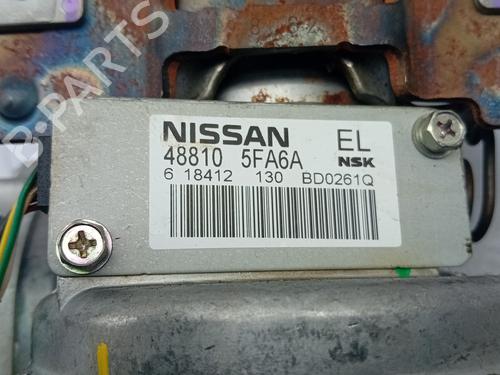 B-PARTS
NISSAN EL
48810 5FA6A NSK
6 18412 130 BD0261Q